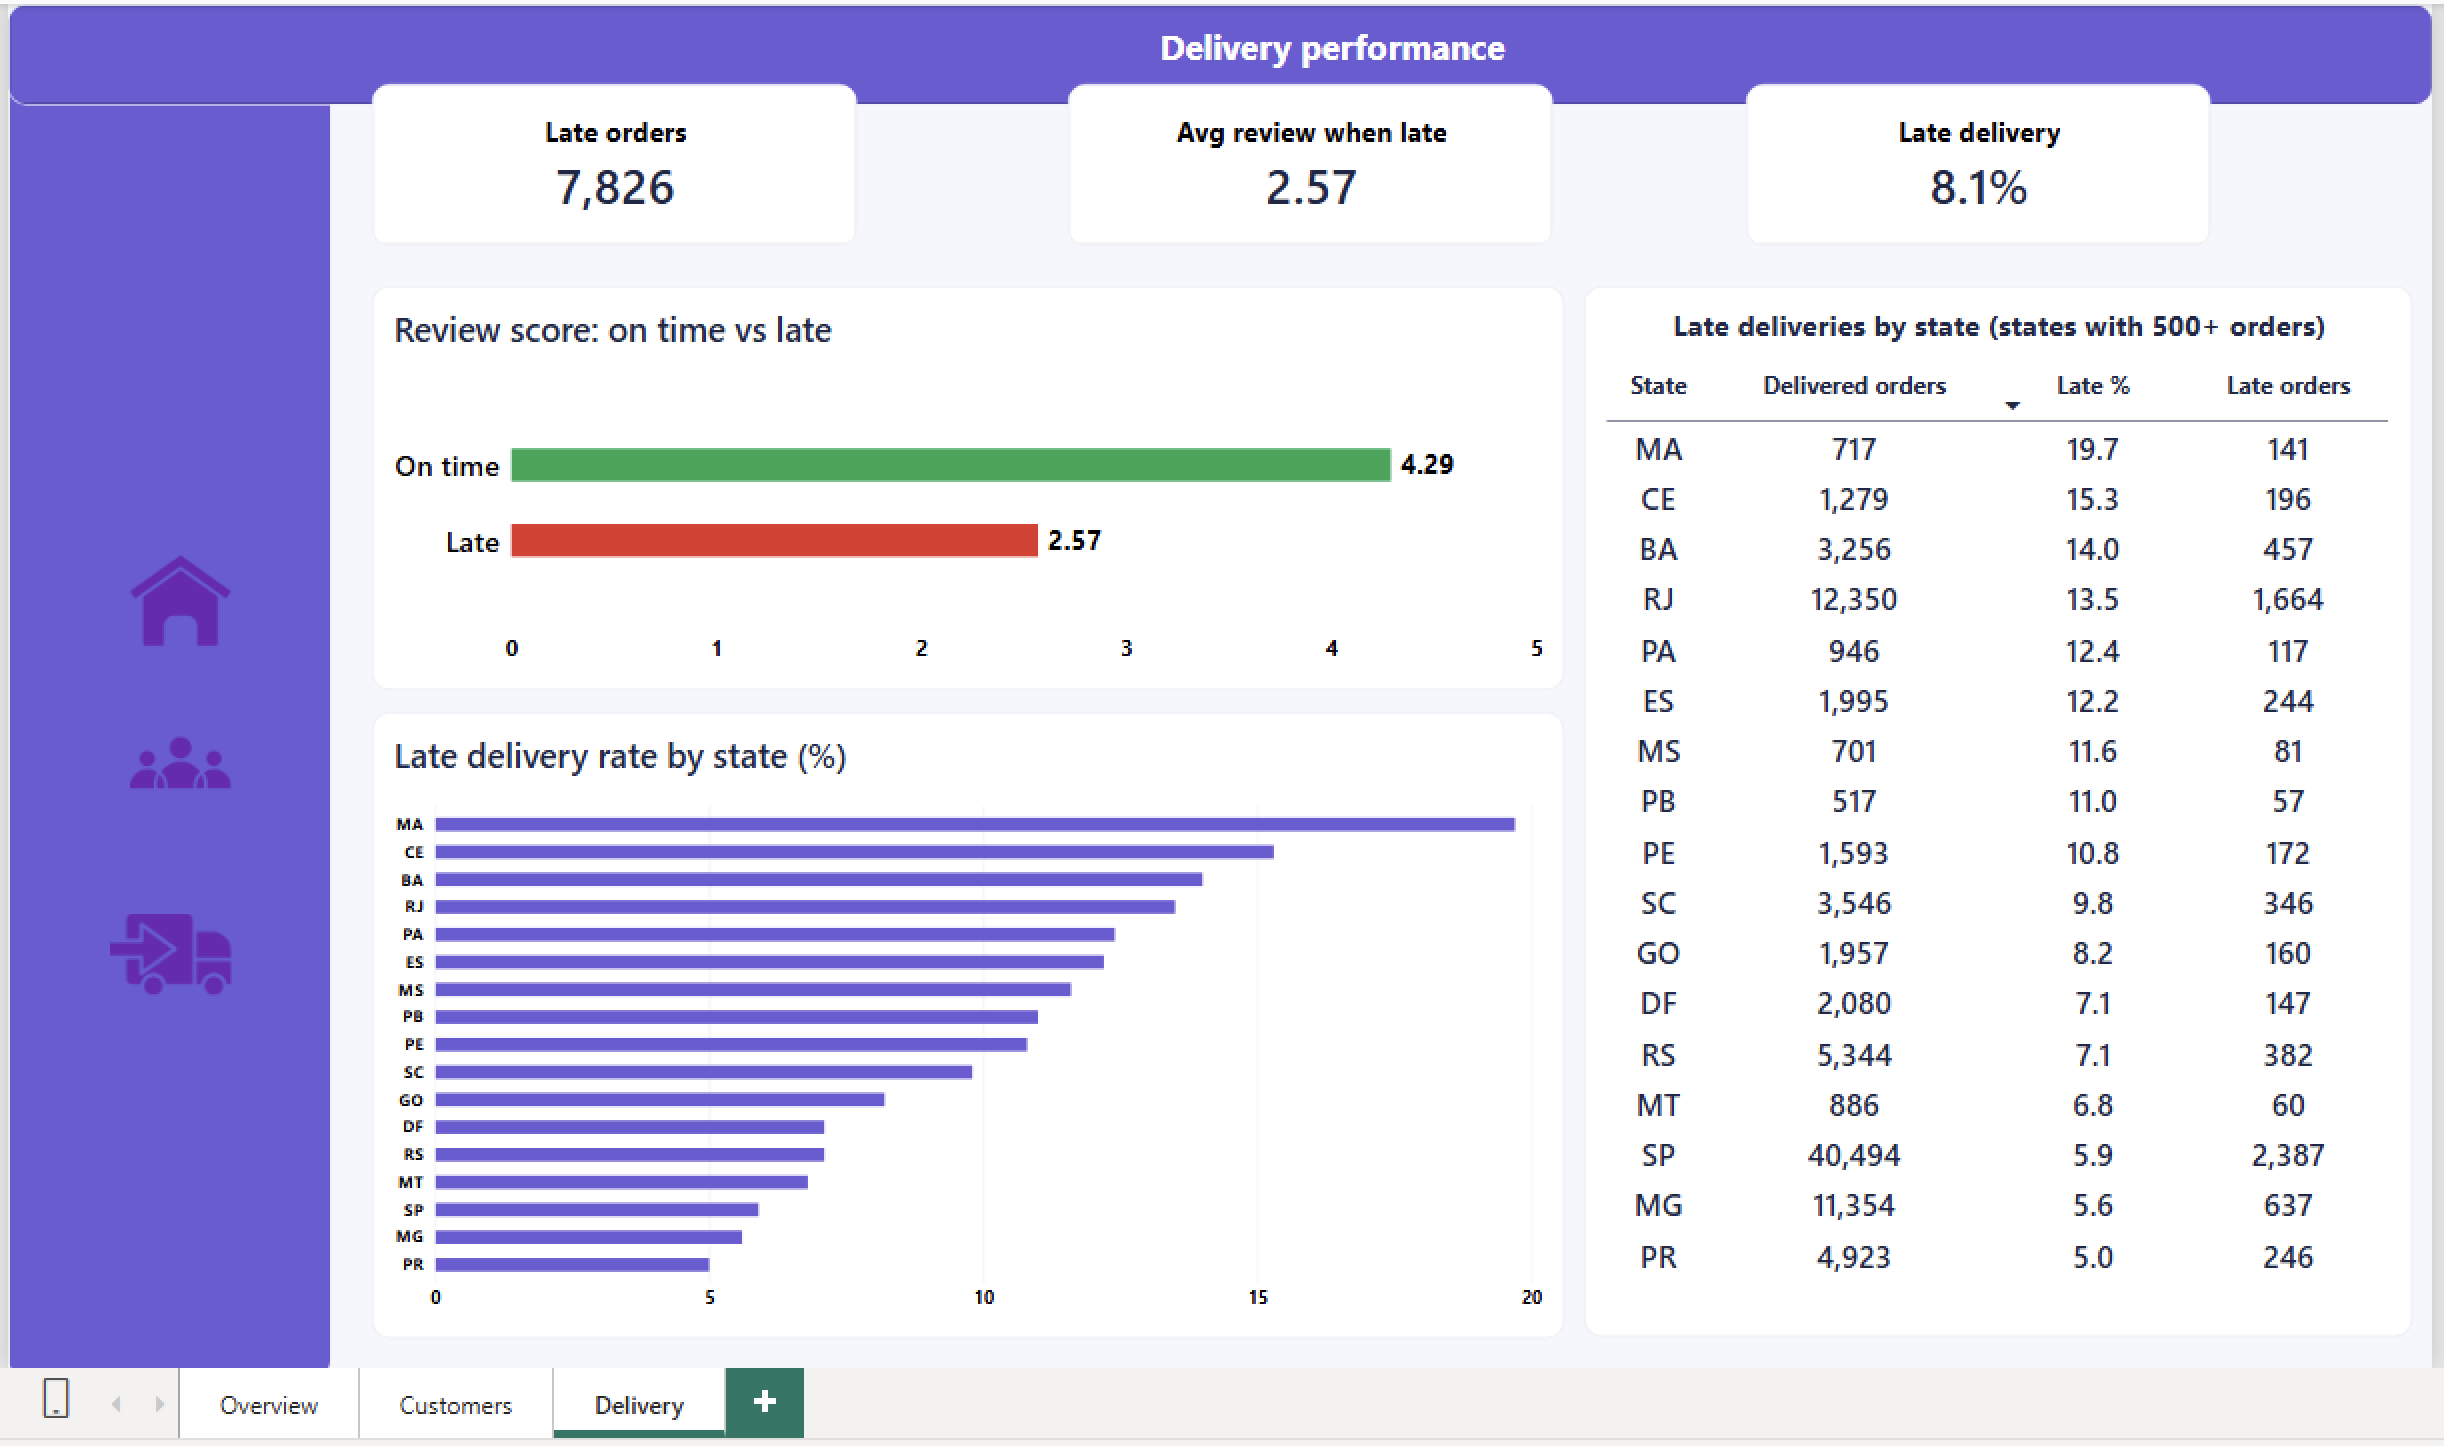 Delivery performance
Late orders
7,826
Avg review when late
2.57
Late delivery
8.1%
Review score: on time vs late
On time 4.29
Late 2.57
0 1 2 3 4 5
Late delivery rate by state (%)
MA
CE
BA
RJ
PA
ES
MS
PB
PE
SC
GO
DF
RS
MT
SP
MG
PR
0 5 10 15 20
Late deliveries by state (states with 500+ orders)
State Delivered orders Late % Late orders
MA 717 19.7 141
CE 1,279 15.3 196
BA 3,256 14.0 457
RJ 12,350 13.5 1,664
PA 946 12.4 117
ES 1,995 12.2 244
MS 701 11.6 81
PB 517 11.0 57
PE 1,593 10.8 172
SC 3,546 9.8 346
GO 1,957 8.2 160
DF 2,080 7.1 147
RS 5,344 7.1 382
MT 886 6.8 60
SP 40,494 5.9 2,387
MG 11,354 5.6 637
PR 4,923 5.0 246
Overview Customers Delivery +